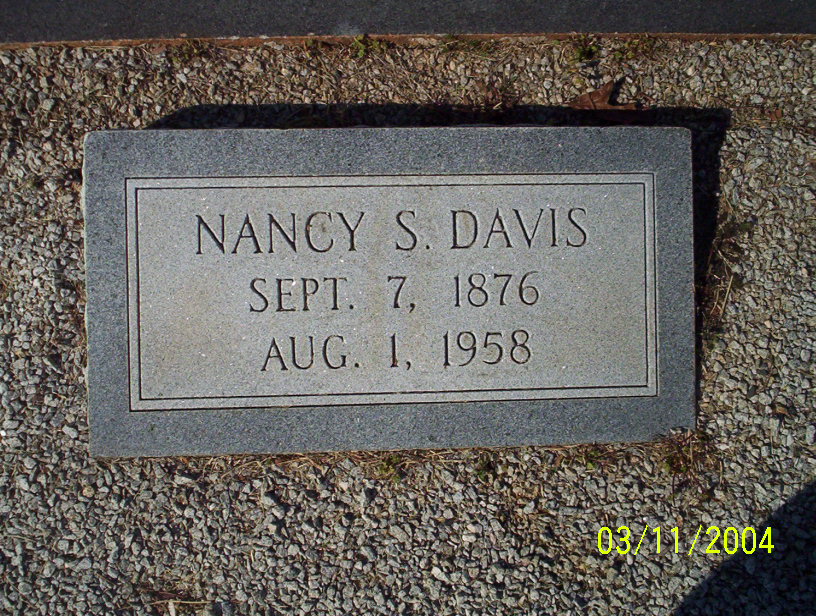 NANCY S. DAVIS
SEPT. 7, 1876
AUG. 1, 1958
03/11/2004